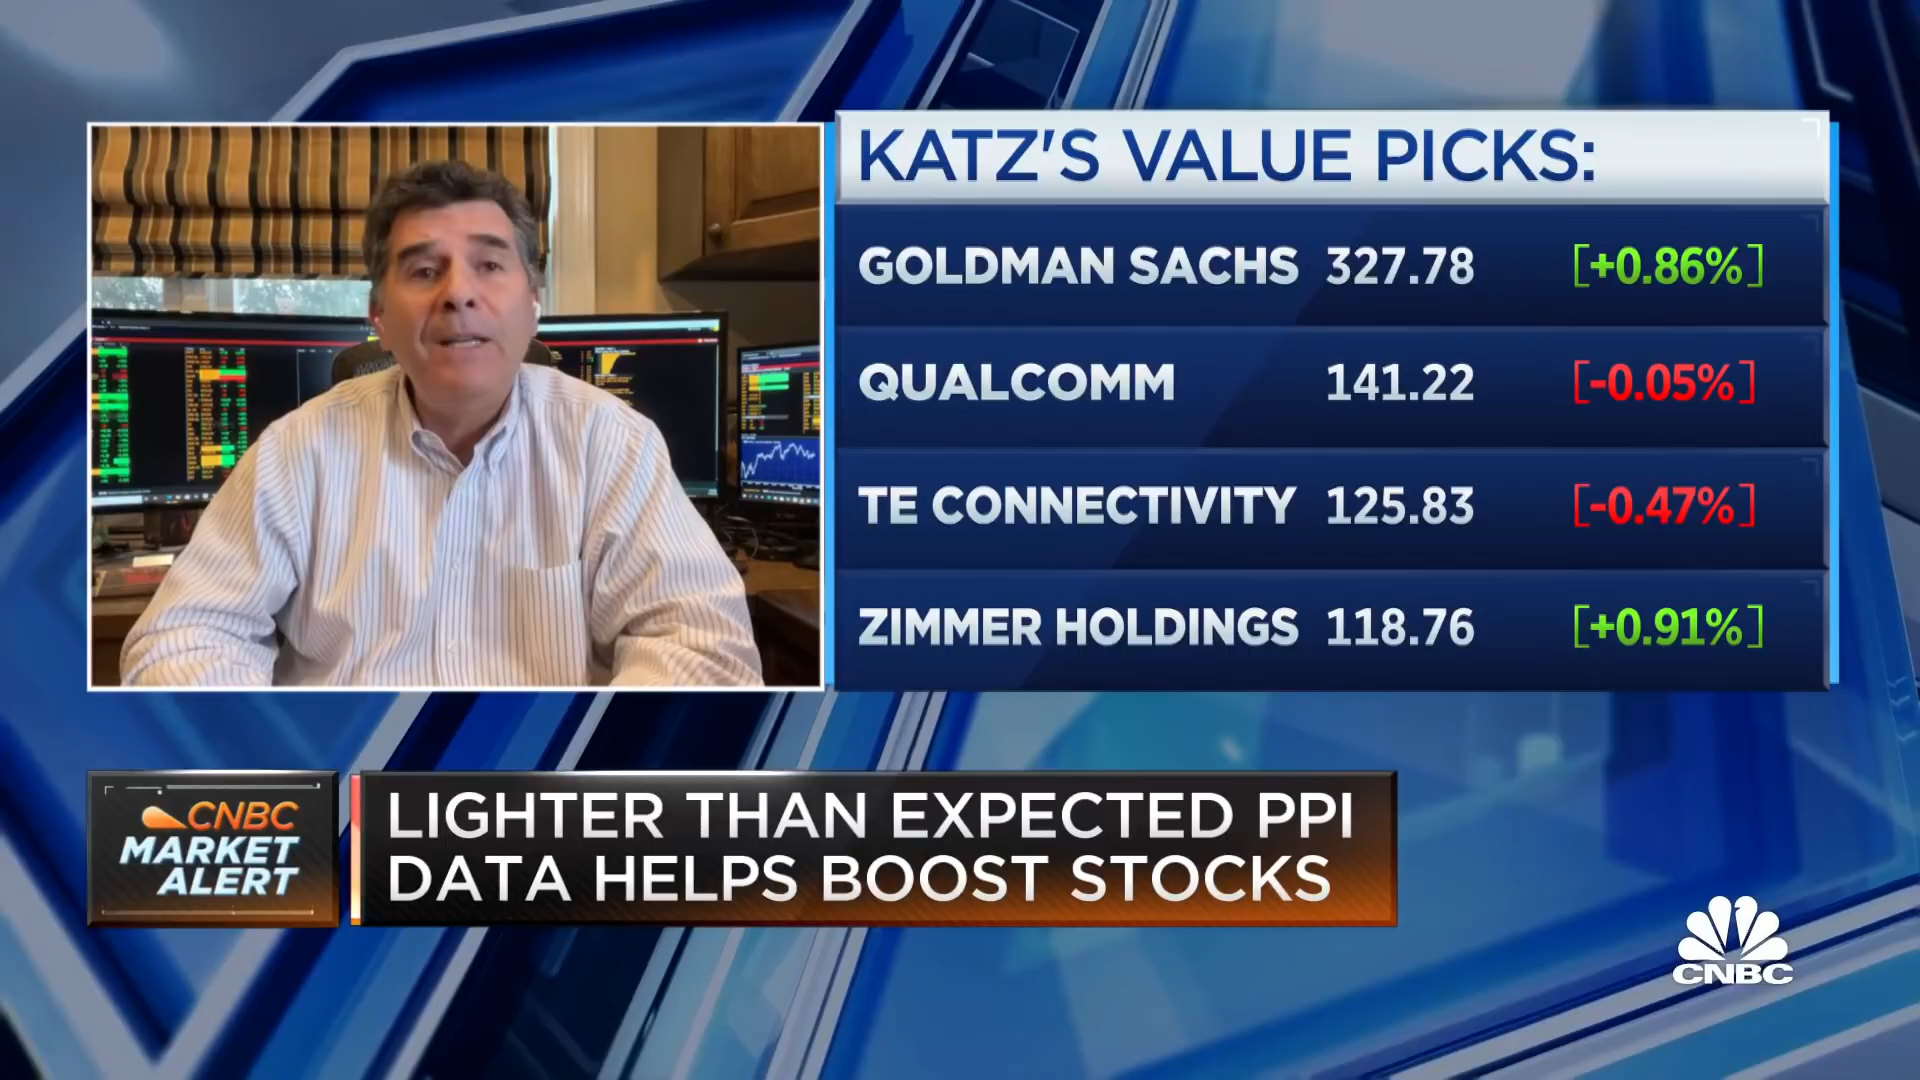 KATZ'S VALUE PICKS:
GOLDMAN SACHS 327.78 [+0.86%]
QUALCOMM 141.22 [-0.05%]
TE CONNECTIVITY 125.83 [-0.47%]
ZIMMER HOLDINGS 118.76 [+0.91%]
CNBC
MARKET
ALERT
LIGHTER THAN EXPECTED PPI
DATA HELPS BOOST STOCKS
CNBC